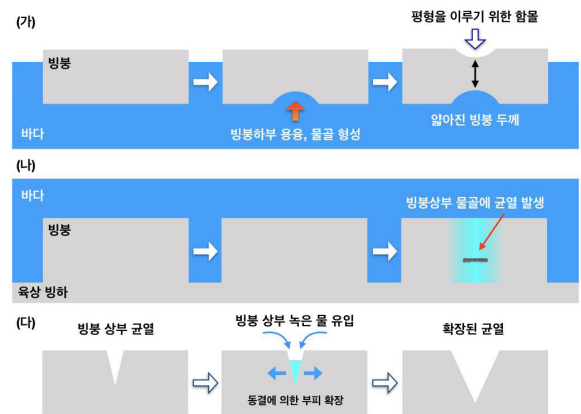 (가)
평형을 이루기 위한 함몰
빙붕
바다
빙붕하부 용융, 물골 형성
얇아진 빙붕 두께
(나)
바다
빙붕상부 물골에 균열 발생
빙붕
육상 빙하
(다)
빙붕 상부 균열
빙붕 상부 녹은 물 유입
확장된 균열
동결에 의한 부피 확장